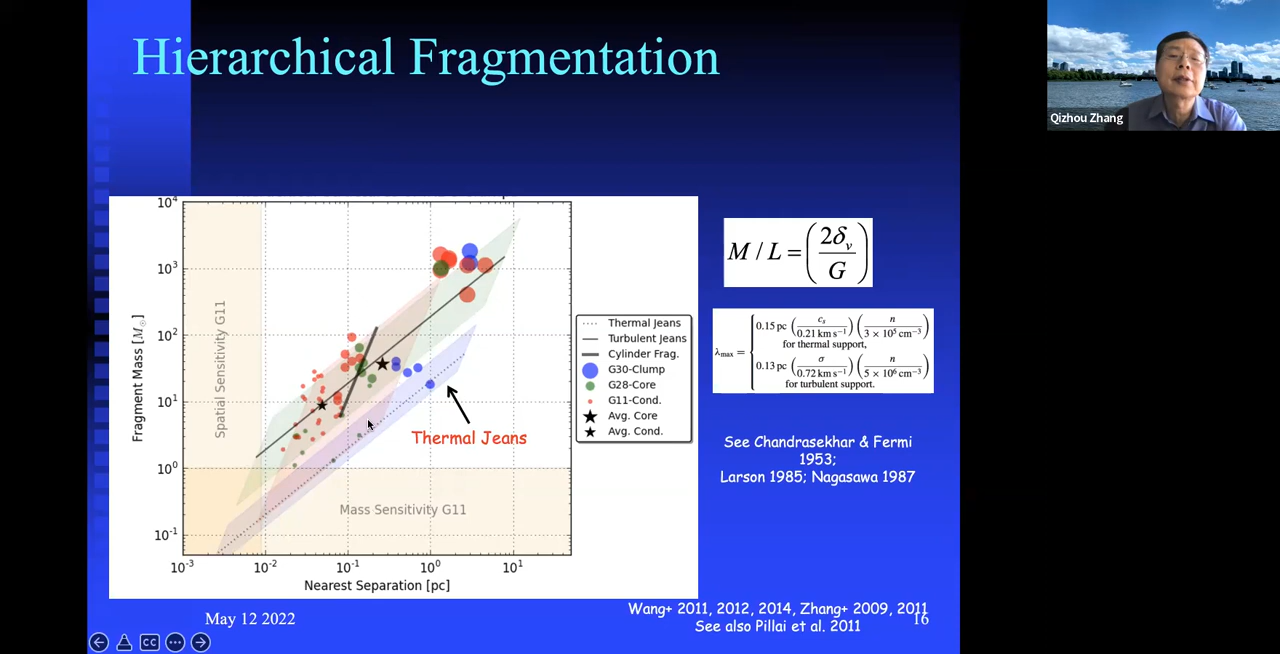 Hierarchical Fragmentation
Qizhou Zhang
Fragment Mass [M☉]
10⁴
10³
10²
10¹
10⁰
10⁻¹
Spatial Sensitivity G11
Mass Sensitivity G11
Thermal Jeans
10⁻³ 10⁻² 10⁻¹ 10⁰ 10¹
Nearest Separation [pc]
Thermal Jeans
Turbulent Jeans
Cylinder Frag.
G30-Clump
G28-Core
G11-Cond.
Avg. Core
Avg. Cond.
M / L = (2δᵥ / G)
λmax = { 0.15 pc (cₛ / 0.21 km s⁻¹) (n / 3 × 10⁵ cm⁻³)
for thermal support,
0.13 pc (σ / 0.72 km s⁻¹) (n / 5 × 10⁶ cm⁻³)
for turbulent support.
See Chandrasekhar & Fermi
1953;
Larson 1985; Nagasawa 1987
Wang+ 2011, 2012, 2014, Zhang+ 2009, 2011
See also Pillai et al. 2011
May 12 2022
16
CC